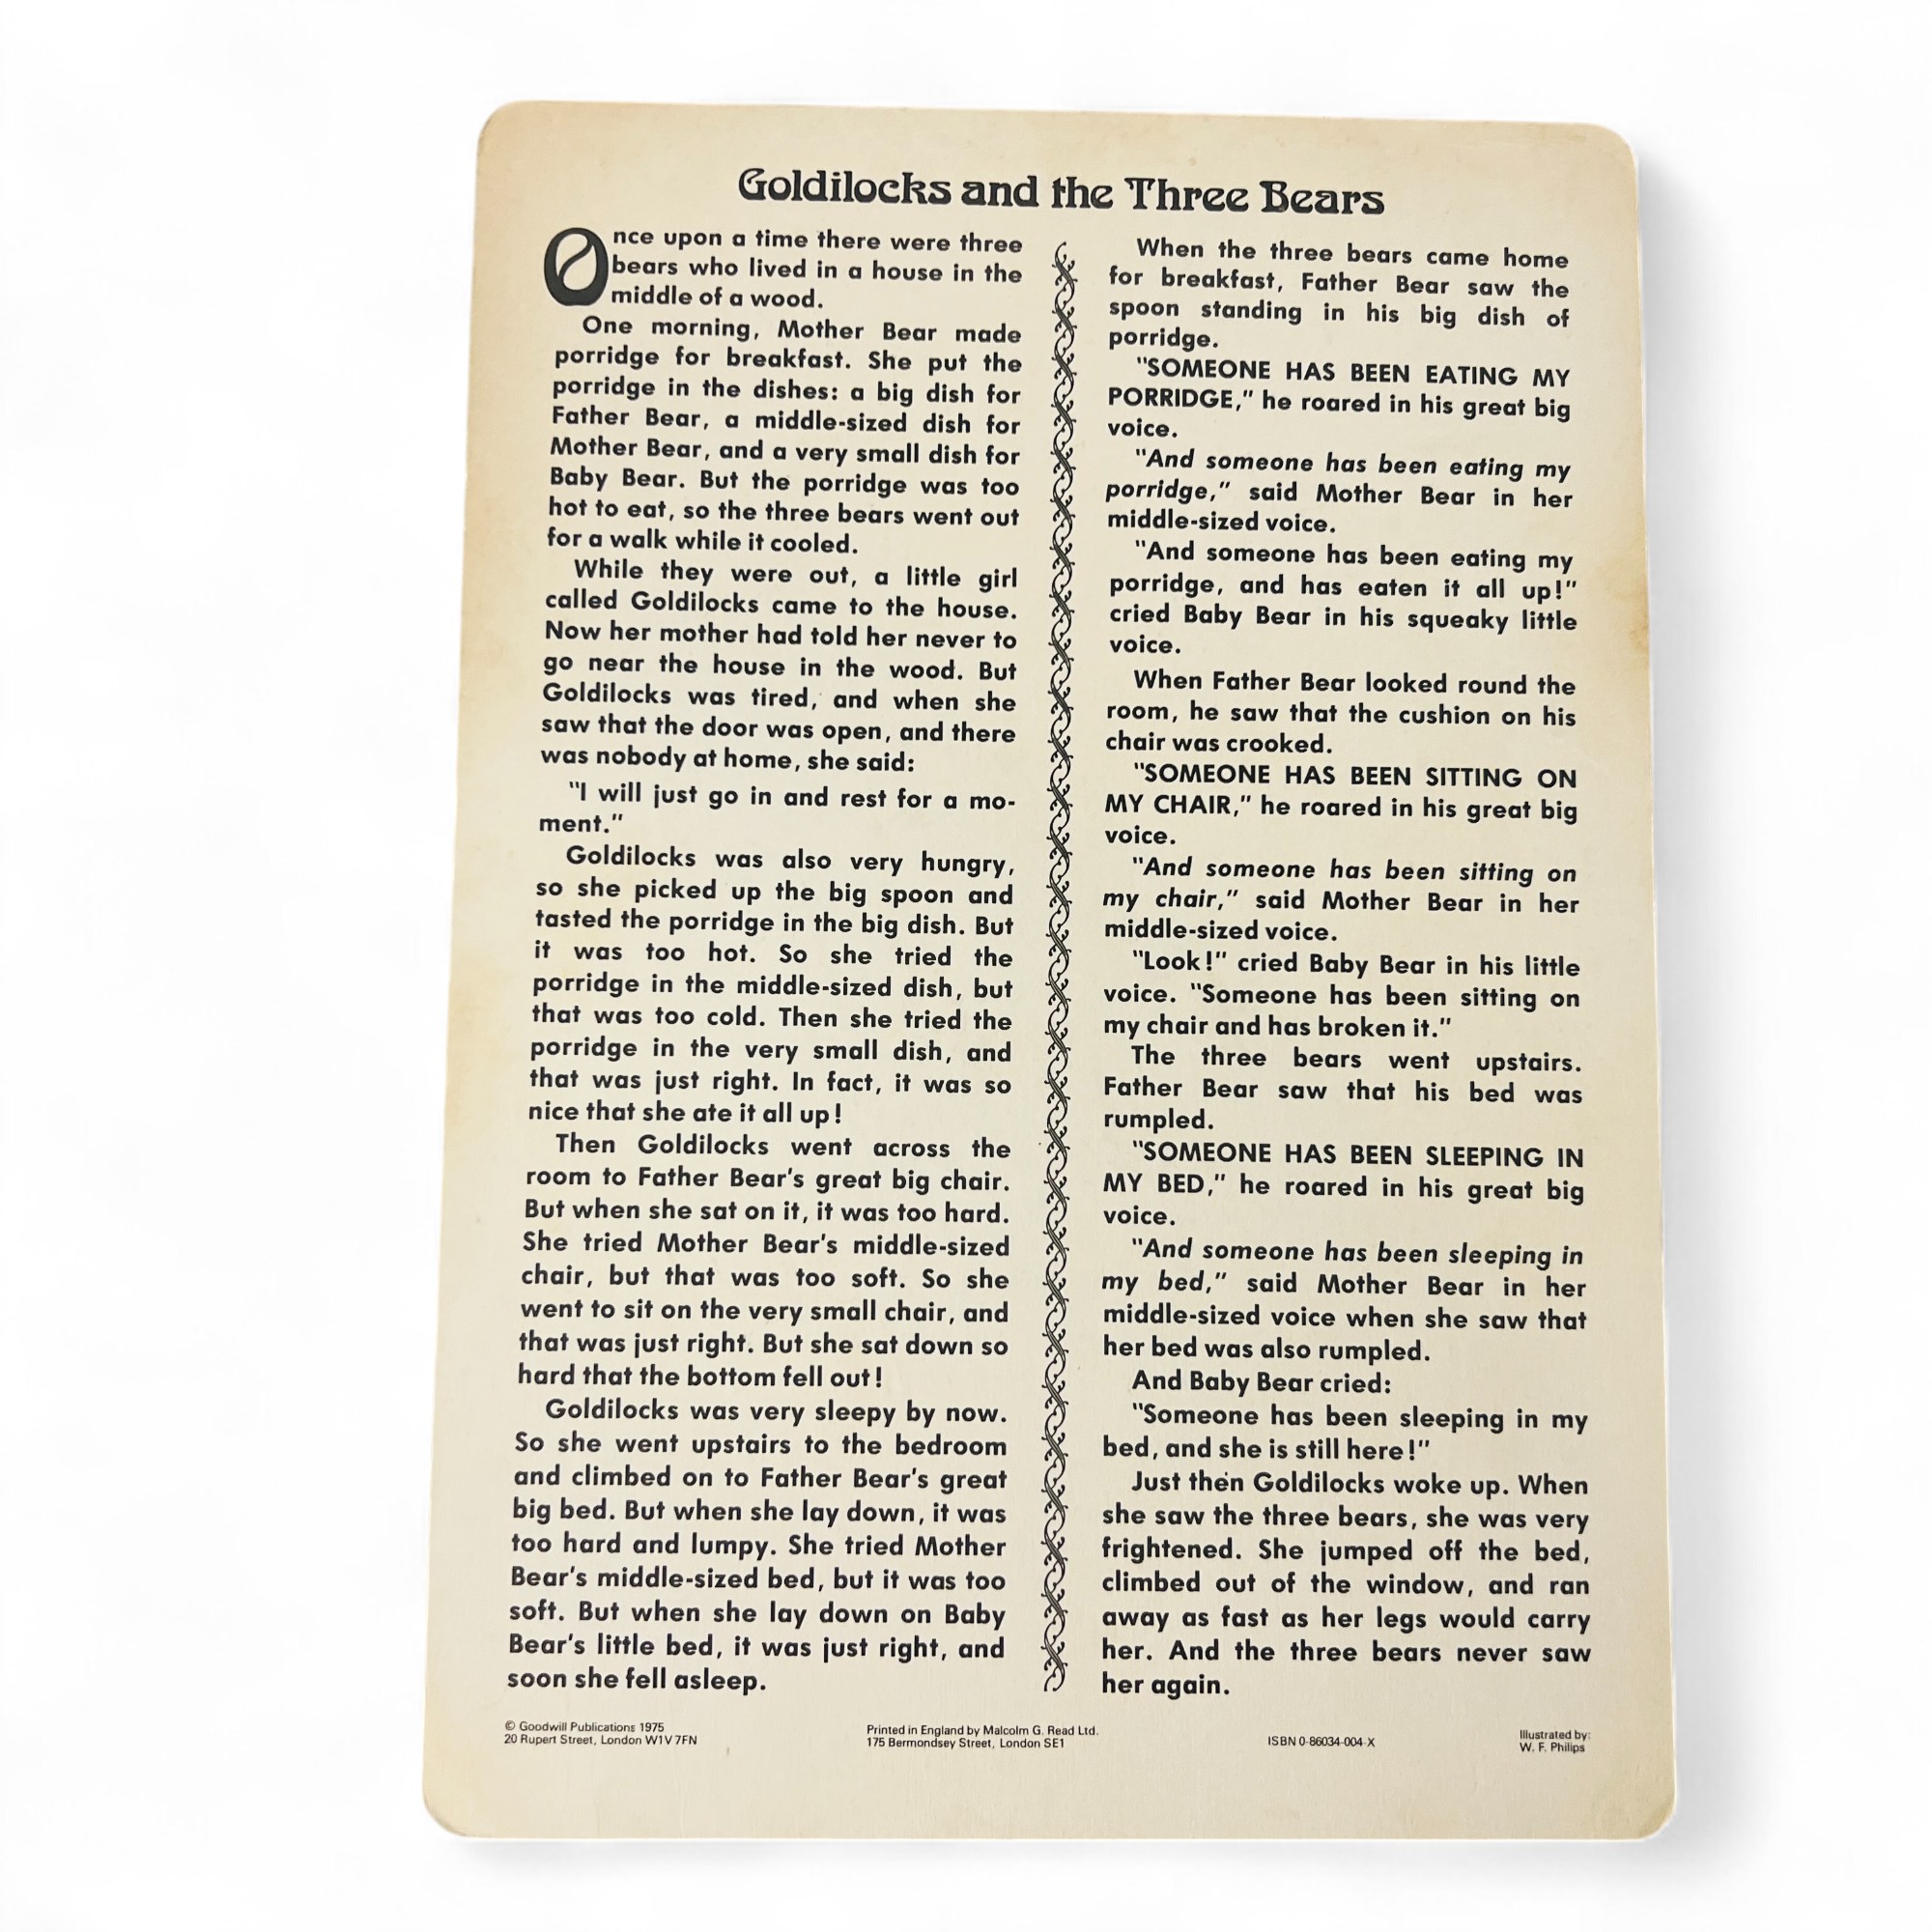 Goldilocks and the Three Bears
Once upon a time there were three
bears who lived in a house in the
middle of a wood.
One morning, Mother Bear made
porridge for breakfast. She put the
porridge in the dishes: a big dish for
Father Bear, a middle-sized dish for
Mother Bear, and a very small dish for
Baby Bear. But the porridge was too
hot to eat, so the three bears went out
for a walk while it cooled.
While they were out, a little girl
called Goldilocks came to the house.
Now her mother had told her never to
go near the house in the wood. But
Goldilocks was tired, and when she
saw that the door was open, and there
was nobody at home, she said:
"I will just go in and rest for a mo-
ment."
Goldilocks was also very hungry,
so she picked up the big spoon and
tasted the porridge in the big dish. But
it was too hot. So she tried the
porridge in the middle-sized dish, but
that was too cold. Then she tried the
porridge in the very small dish, and
that was just right. In fact, it was so
nice that she ate it all up!
Then Goldilocks went across the
room to Father Bear's great big chair.
But when she sat on it, it was too hard.
She tried Mother Bear's middle-sized
chair, but that was too soft. So she
went to sit on the very small chair, and
that was just right. But she sat down so
hard that the bottom fell out!
Goldilocks was very sleepy by now.
So she went upstairs to the bedroom
and climbed on to Father Bear's great
big bed. But when she lay down, it was
too hard and lumpy. She tried Mother
Bear's middle-sized bed, but it was too
soft. But when she lay down on Baby
Bear's little bed, it was just right, and
soon she fell asleep.
When the three bears came home
for breakfast, Father Bear saw the
spoon standing in his big dish of
porridge.
"SOMEONE HAS BEEN EATING MY
PORRIDGE," he roared in his great big
voice.
"And someone has been eating my
porridge," said Mother Bear in her
middle-sized voice.
"And someone has been eating my
porridge, and has eaten it all up!"
cried Baby Bear in his squeaky little
voice.
When Father Bear looked round the
room, he saw that the cushion on his
chair was crooked.
"SOMEONE HAS BEEN SITTING ON
MY CHAIR," he roared in his great big
voice.
"And someone has been sitting on
my chair," said Mother Bear in her
middle-sized voice.
"Look!" cried Baby Bear in his little
voice. "Someone has been sitting on
my chair and has broken it."
The three bears went upstairs.
Father Bear saw that his bed was
rumpled.
"SOMEONE HAS BEEN SLEEPING IN
MY BED," he roared in his great big
voice.
"And someone has been sleeping in
my bed," said Mother Bear in her
middle-sized voice when she saw that
her bed was also rumpled.
And Baby Bear cried:
"Someone has been sleeping in my
bed, and she is still here!"
Just then Goldilocks woke up. When
she saw the three bears, she was very
frightened. She jumped off the bed,
climbed out of the window, and ran
away as fast as her legs would carry
her. And the three bears never saw
her again.
© Goodwill Publications 1975
20 Rupert Street, London W1V 7FN
Printed in England by Malcolm G. Read Ltd.
175 Bermondsey Street, London SE1
ISBN 0-86034-004-X
Illustrated by:
W. F. Philips